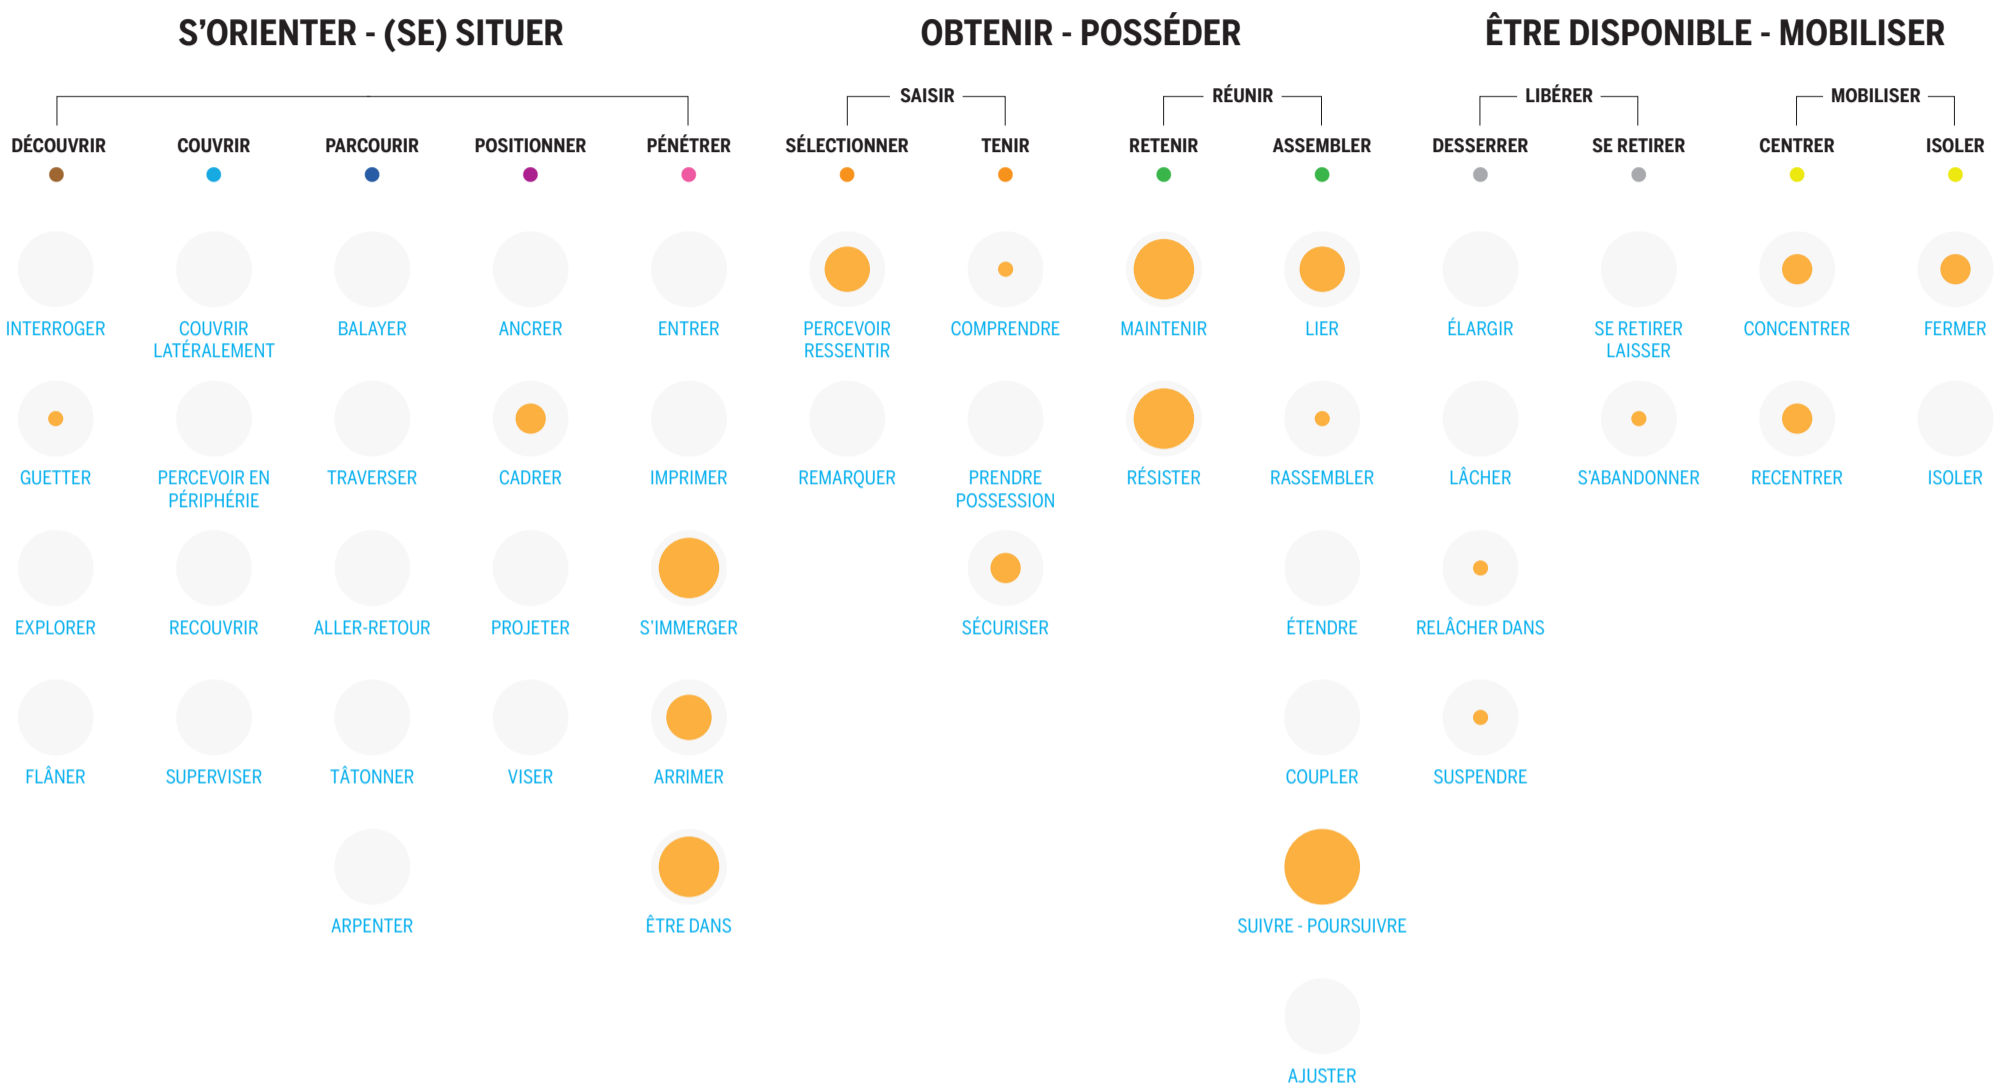 S’ORIENTER - (SE) SITUER
OBTENIR - POSSÉDER
ÊTRE DISPONIBLE - MOBILISER
SAISIR
RÉUNIR
LIBÉRER
MOBILISER
DÉCOUVRIR
COUVRIR
PARCOURIR
POSITIONNER
PÉNÉTRER
SÉLECTIONNER
TENIR
RETENIR
ASSEMBLER
DESSERRER
SE RETIRER
CENTRER
ISOLER
INTERROGER
COUVRIR
LATÉRALEMENT
BALAYER
ANCRER
ENTRER
PERCEVOIR
RESSENTIR
COMPRENDRE
MAINTENIR
LIER
ÉLARGIR
SE RETIRER
LAISSER
CONCENTRER
FERMER
GUETTER
PERCEVOIR EN
PÉRIPHÉRIE
TRAVERSER
CADRER
IMPRIMER
REMARQUER
PRENDRE
POSSESSION
RÉSISTER
RASSEMBLER
LÂCHER
S’ABANDONNER
RECENTRER
ISOLER
EXPLORER
RECOUVRIR
ALLER-RETOUR
PROJETER
S’IMMERGER
SÉCURISER
ÉTENDRE
RELÂCHER DANS
FLÂNER
SUPERVISER
TÂTONNER
VISER
ARRIMER
COUPLER
SUSPENDRE
ARPENTER
ÊTRE DANS
SUIVRE - POURSUIVRE
AJUSTER